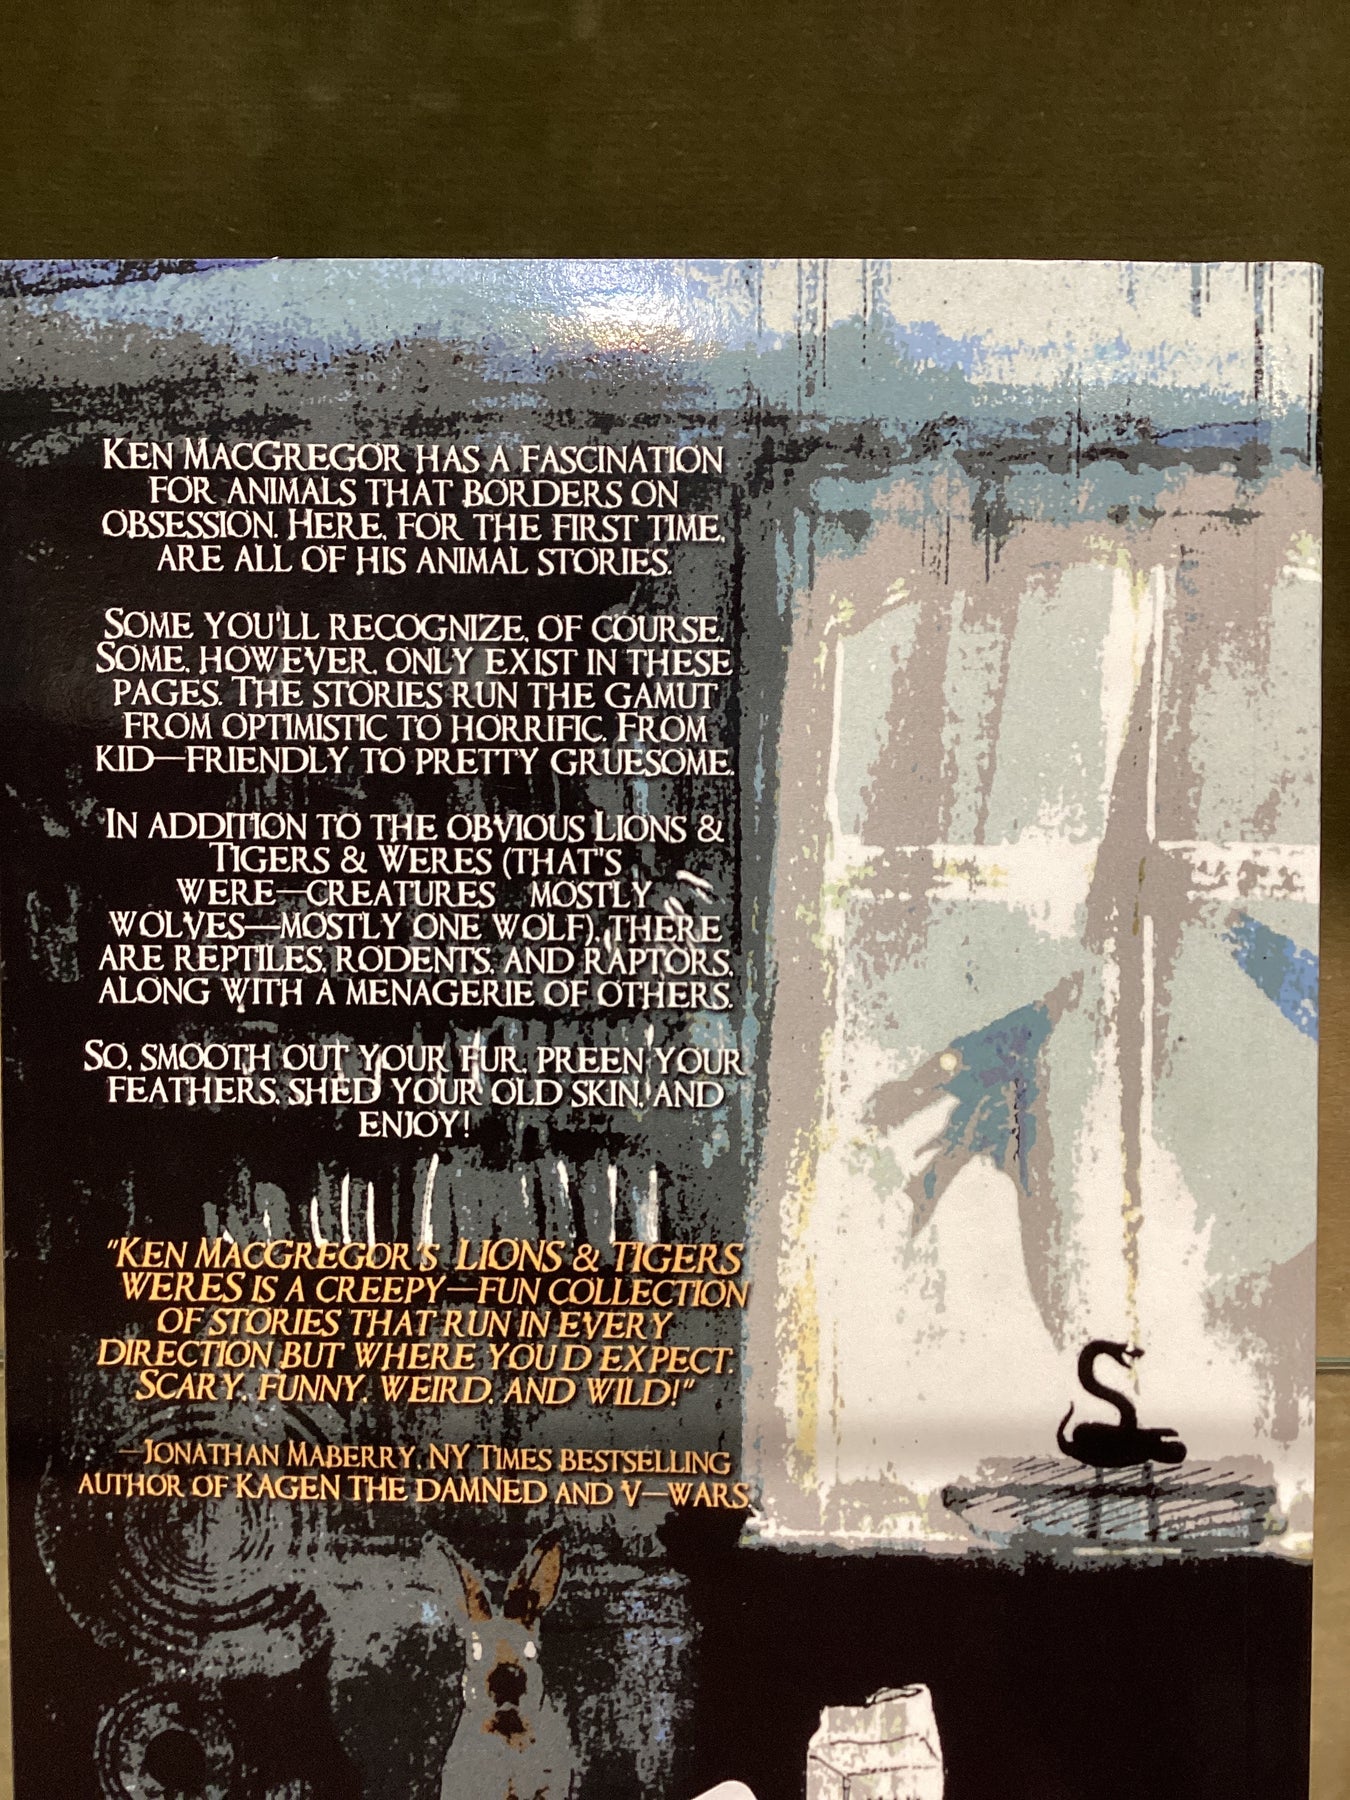 KEN MACGREGOR HAS A FASCINATION
FOR ANIMALS THAT BORDERS ON
OBSESSION. HERE, FOR THE FIRST TIME,
ARE ALL OF HIS ANIMAL STORIES.
SOME YOU'LL RECOGNIZE, OF COURSE.
SOME, HOWEVER, ONLY EXIST IN THESE
PAGES. THE STORIES RUN THE GAMUT
FROM OPTIMISTIC TO HORRIFIC. FROM
KID—FRIENDLY TO PRETTY GRUESOME.
IN ADDITION TO THE OBVIOUS LIONS &
TIGERS & WERES (THAT'S
WERE—CREATURES MOSTLY
WOLVES—MOSTLY ONE WOLF), THERE
ARE REPTILES, RODENTS, AND RAPTORS,
ALONG WITH A MENAGERIE OF OTHERS.
SO, SMOOTH OUT YOUR FUR, PREEN YOUR
FEATHERS, SHED YOUR OLD SKIN, AND
ENJOY!
"KEN MACGREGOR'S LIONS & TIGERS
WERES IS A CREEPY—FUN COLLECTION
OF STORIES THAT RUN IN EVERY
DIRECTION BUT WHERE YOU'D EXPECT.
SCARY, FUNNY, WEIRD, AND WILD!"
—JONATHAN MABERRY, NY TIMES BESTSELLING
AUTHOR OF KAGEN THE DAMNED AND V—WARS.